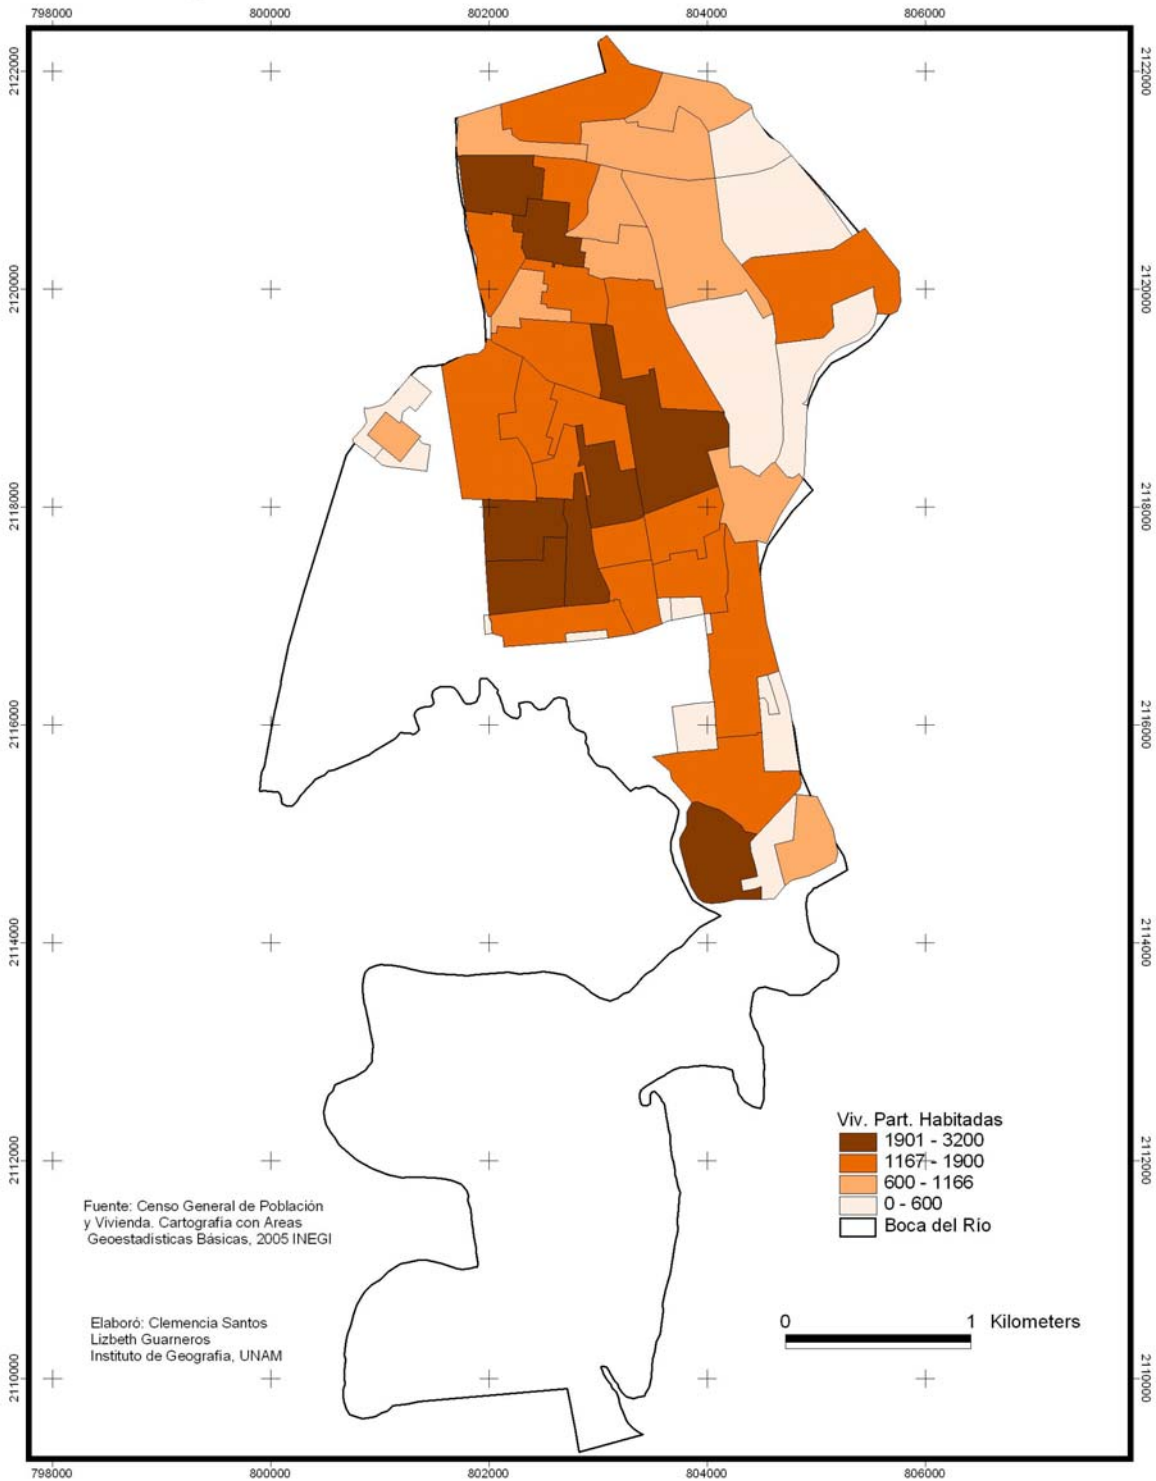 798000 800000 802000 804000 806000
2122000 2122000
2120000 2120000
2118000 2118000
2116000 2116000
2114000 2114000
Viv. Part. Habitadas
1901 - 3200
1167 - 1900
2112000 2112000
600 - 1166
0 - 600
Boca del Río
Fuente: Censo General de Población
y Vivienda. Cartografia con Areas
Geoestadisticas Básicas, 2005 INEGI
0 1 Kilometers
Elaboró: Clemencia Santos
Lizbeth Guarneros
Instituto de Geografia, UNAM
2110000 2110000
798000 800000 802000 804000 806000